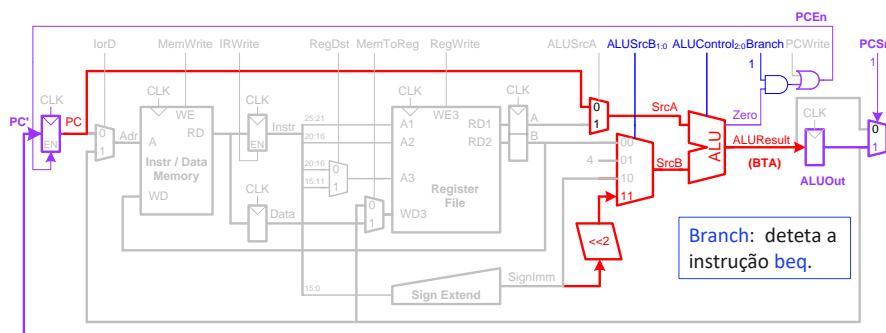 PCEn
IorD MemWrite IRWrite RegDst MemToReg RegWrite ALUSrcA ALUSrcB1:0 ALUControl2:0 Branch PCWrite
1
PCSr
1
CLK CLK CLK CLK CLK CLK
PC' PC EN
0 1 Adr
WE A RD Instr / Data Memory WD
EN Instr
CLK Data
25:21
20:16
20:16 0
15:11 1
0 1
WE3 A1 RD1 A2 RD2 A3 WD3 Register File
A
B
0 1 SrcA
4
00 01 10 11 SrcB
ALU Zero
ALUResult
(BTA)
ALUOut
0 1
<<2
15:0 Sign Extend SignImm
Branch: deteta a
instrução beq.